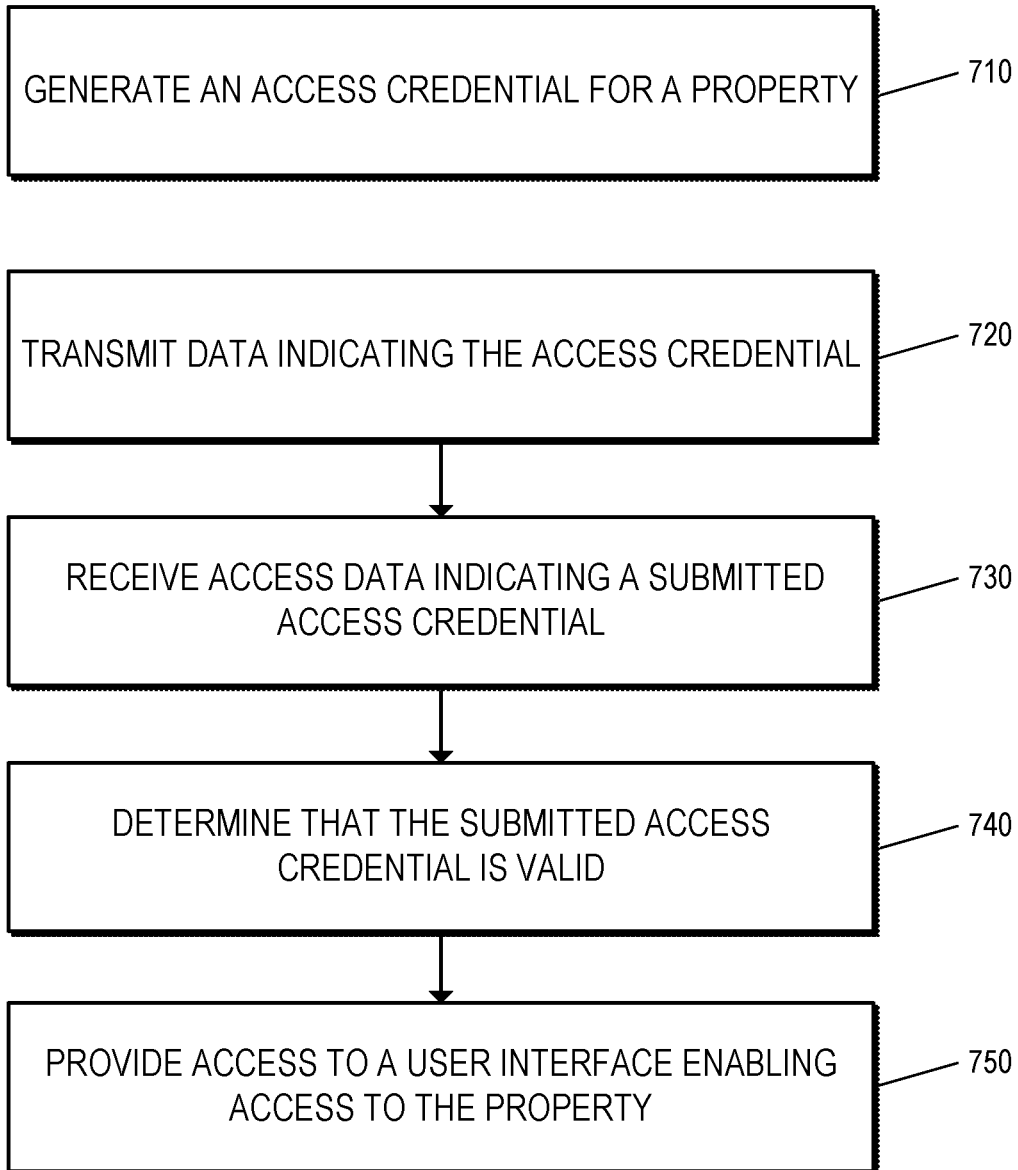 GENERATE AN ACCESS CREDENTIAL FOR A PROPERTY
710
TRANSMIT DATA INDICATING THE ACCESS CREDENTIAL
720
RECEIVE ACCESS DATA INDICATING A SUBMITTED
ACCESS CREDENTIAL
730
DETERMINE THAT THE SUBMITTED ACCESS
CREDENTIAL IS VALID
740
PROVIDE ACCESS TO A USER INTERFACE ENABLING
ACCESS TO THE PROPERTY
750